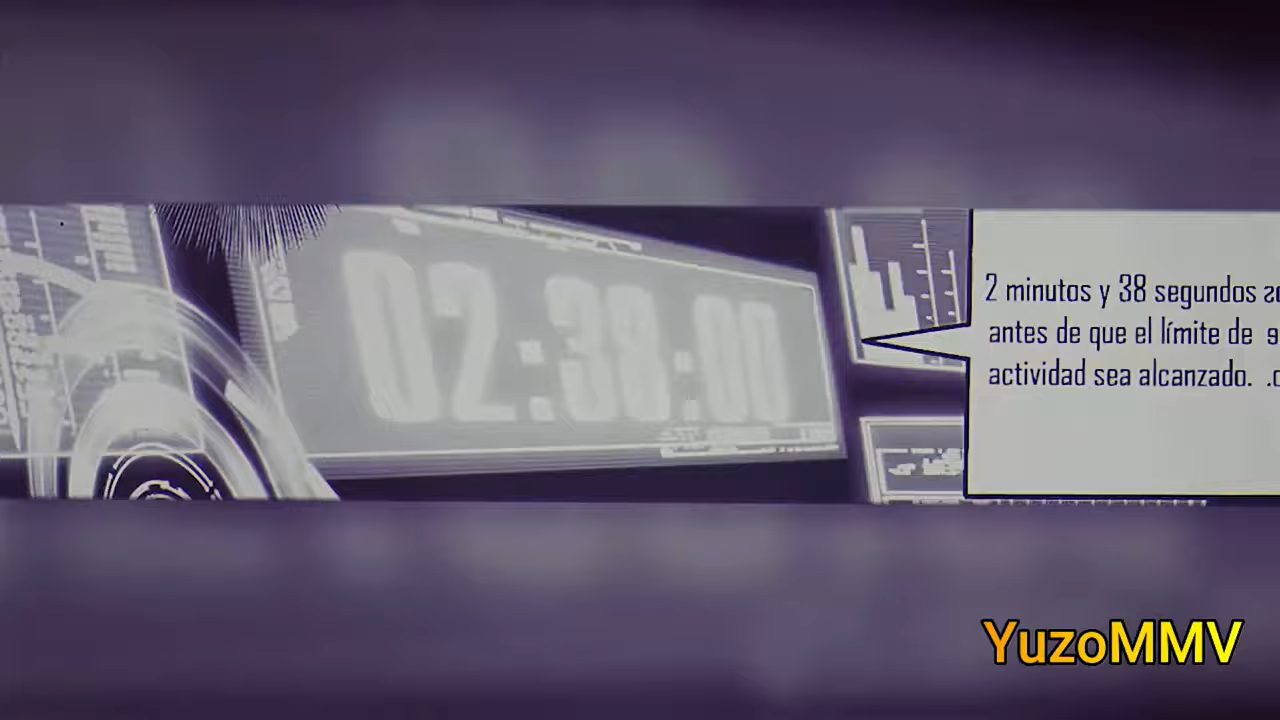 02:38:00
2 minutos y 38 segundos
antes de que el límite de
actividad sea alcanzado.
YuzoMMV